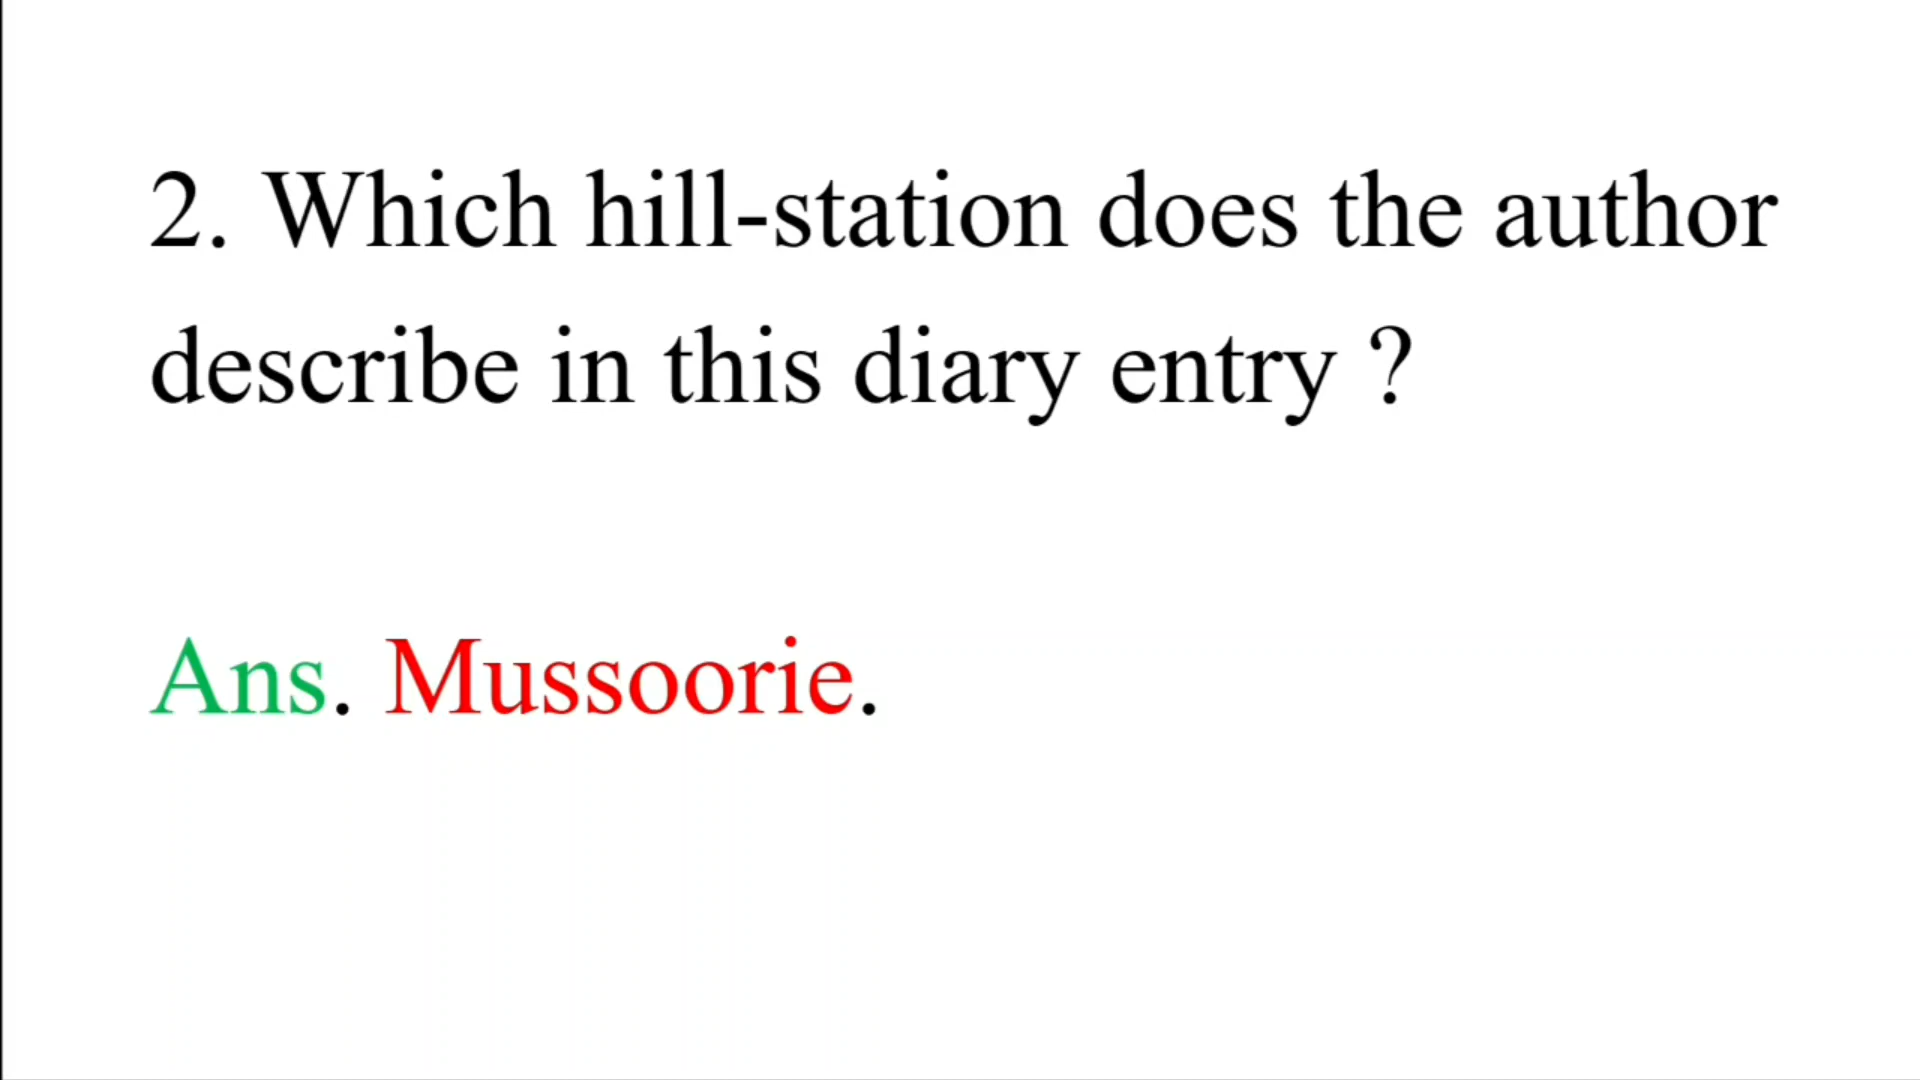 2. Which hill-station does the author
describe in this diary entry ?
Ans. Mussoorie.